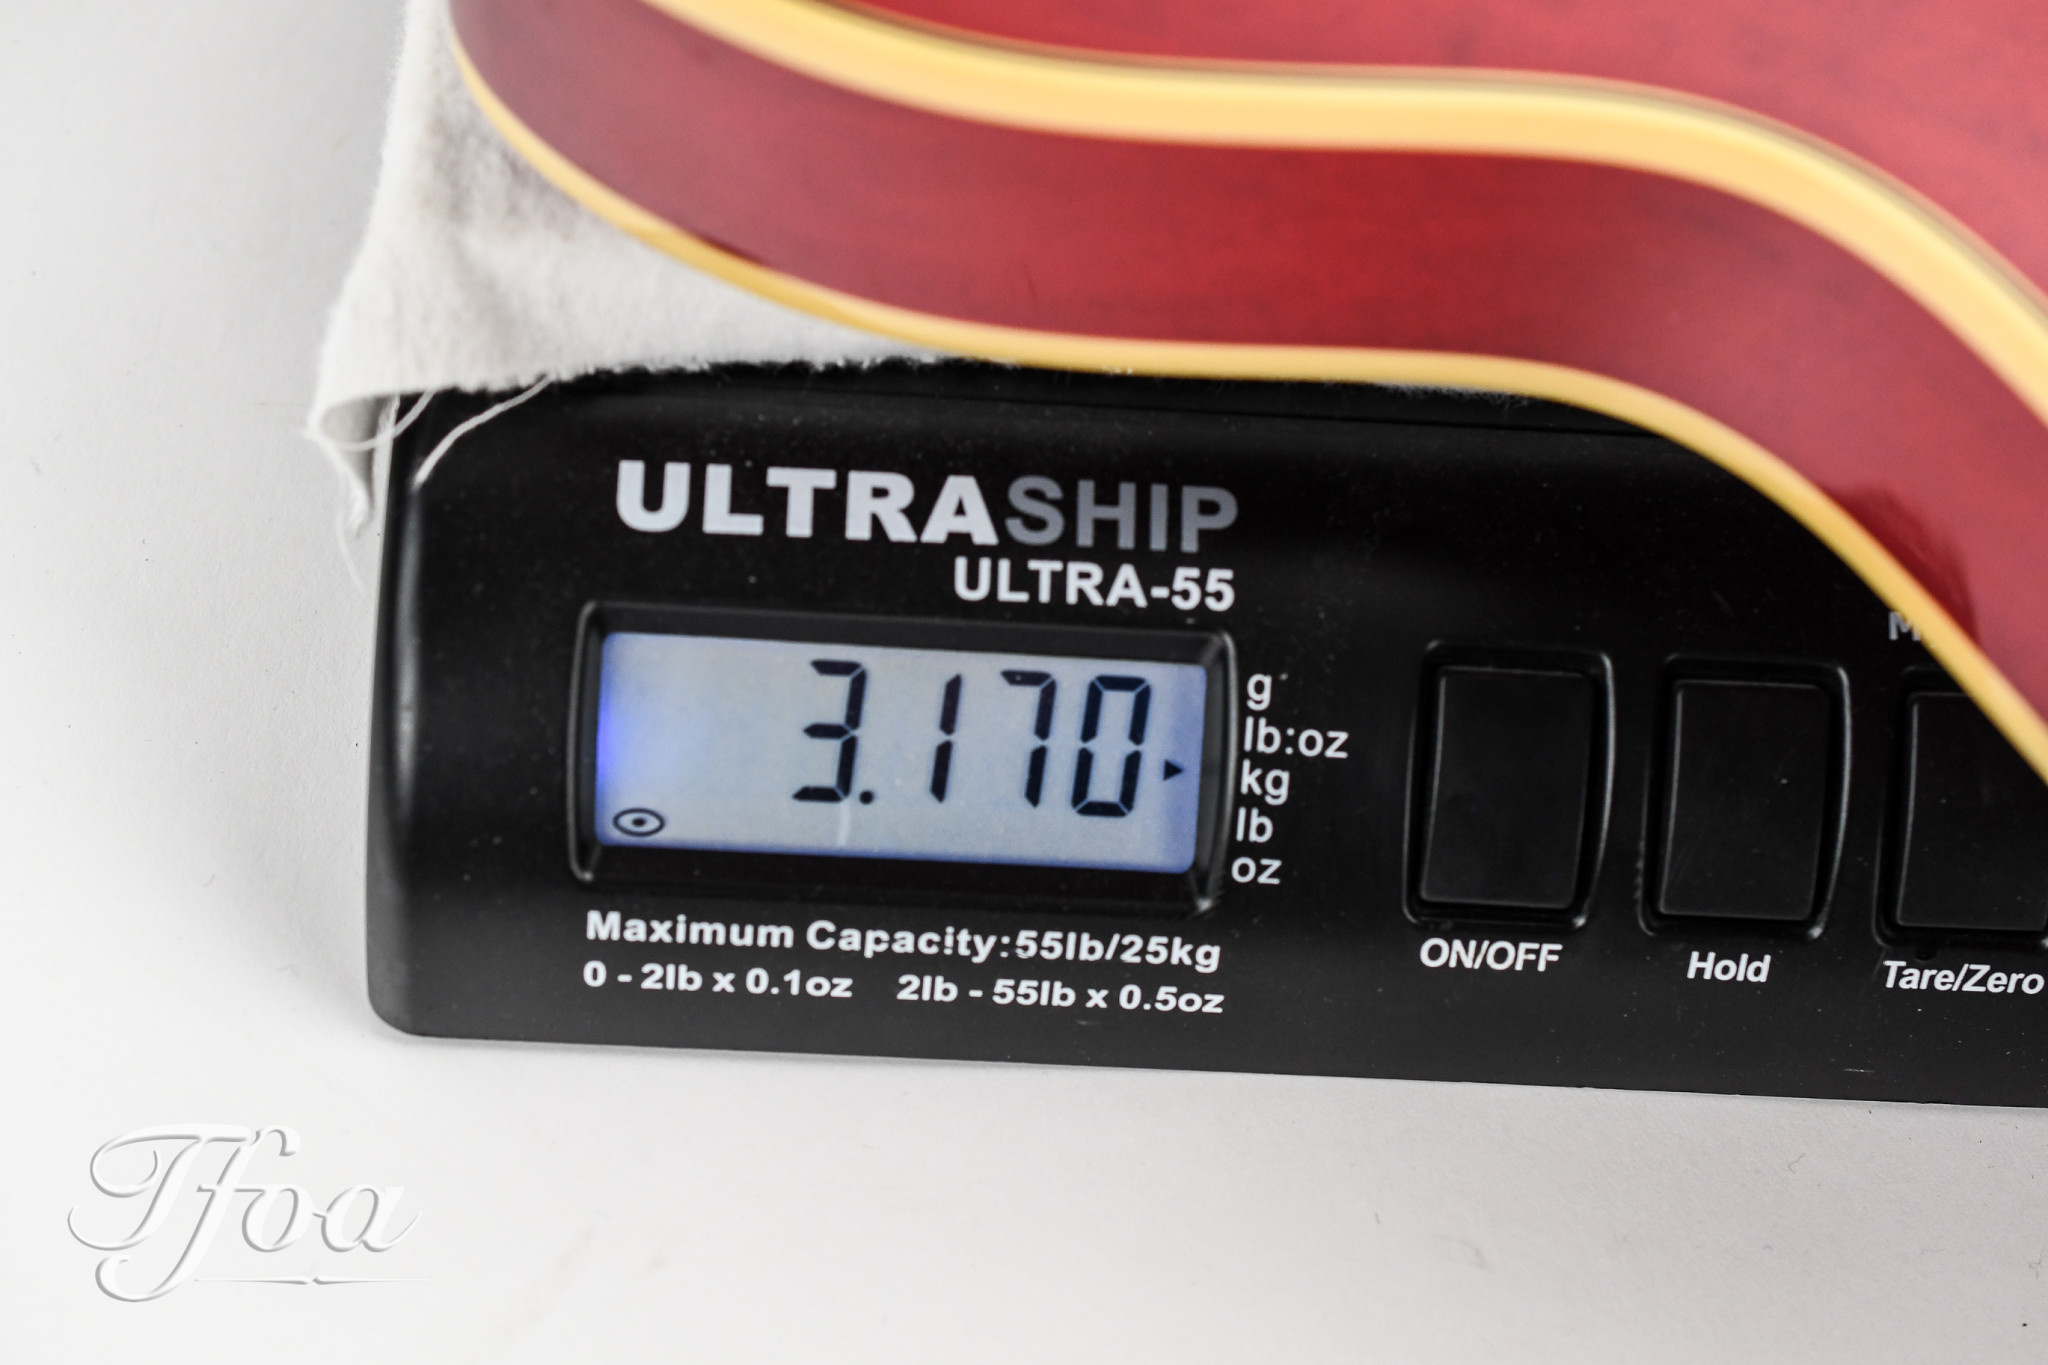 ULTRASHIP
ULTRA-55
3.170
g
lb:oz
kg
lb
oz
Maximum Capacity:55lb/25kg
0 - 2lb x 0.1oz 2lb - 55lb x 0.5oz
ON/OFF
Hold
Tare/Zero
Tfoa